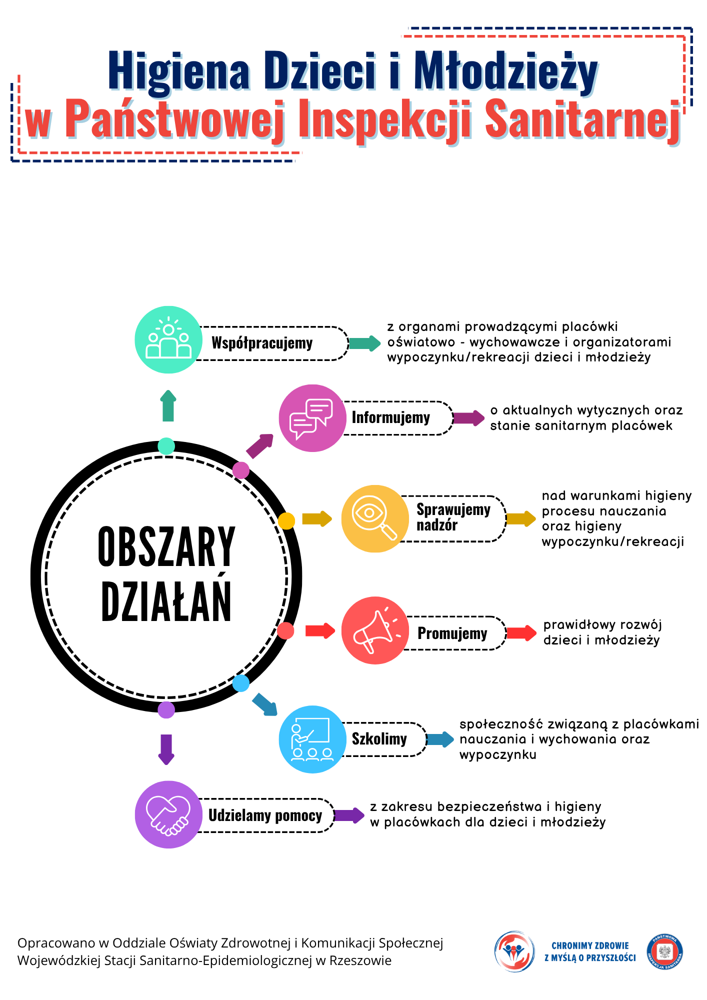 Higiena Dzieci i Młodzieży
w Państwowej Inspekcji Sanitarnej
Współpracujemy
z organami prowadzącymi placówki
oświatowo - wychowawcze i organizatorami
wypoczynku/rekreacji dzieci i młodzieży
Informujemy
o aktualnych wytycznych oraz
stanie sanitarnym placówek
Sprawujemy
nadzór
nad warunkami higieny
procesu nauczania
oraz higieny
wypoczynku/rekreacji
OBSZARY
DZIAŁAŃ
Promujemy
prawidłowy rozwój
dzieci i młodzieży
Szkolimy
społeczność związaną z placówkami
nauczania i wychowania oraz
wypoczynku
Udzielamy pomocy
z zakresu bezpieczeństwa i higieny
w placówkach dla dzieci i młodzieży
Opracowano w Oddziale Oświaty Zdrowotnej i Komunikacji Społecznej
Wojewódzkiej Stacji Sanitarno-Epidemiologicznej w Rzeszowie
CHRONIMY ZDROWIE
Z MYŚLĄ O PRZYSZŁOŚCI
PAŃSTWOWA
INSPEKCJA SANITARNA